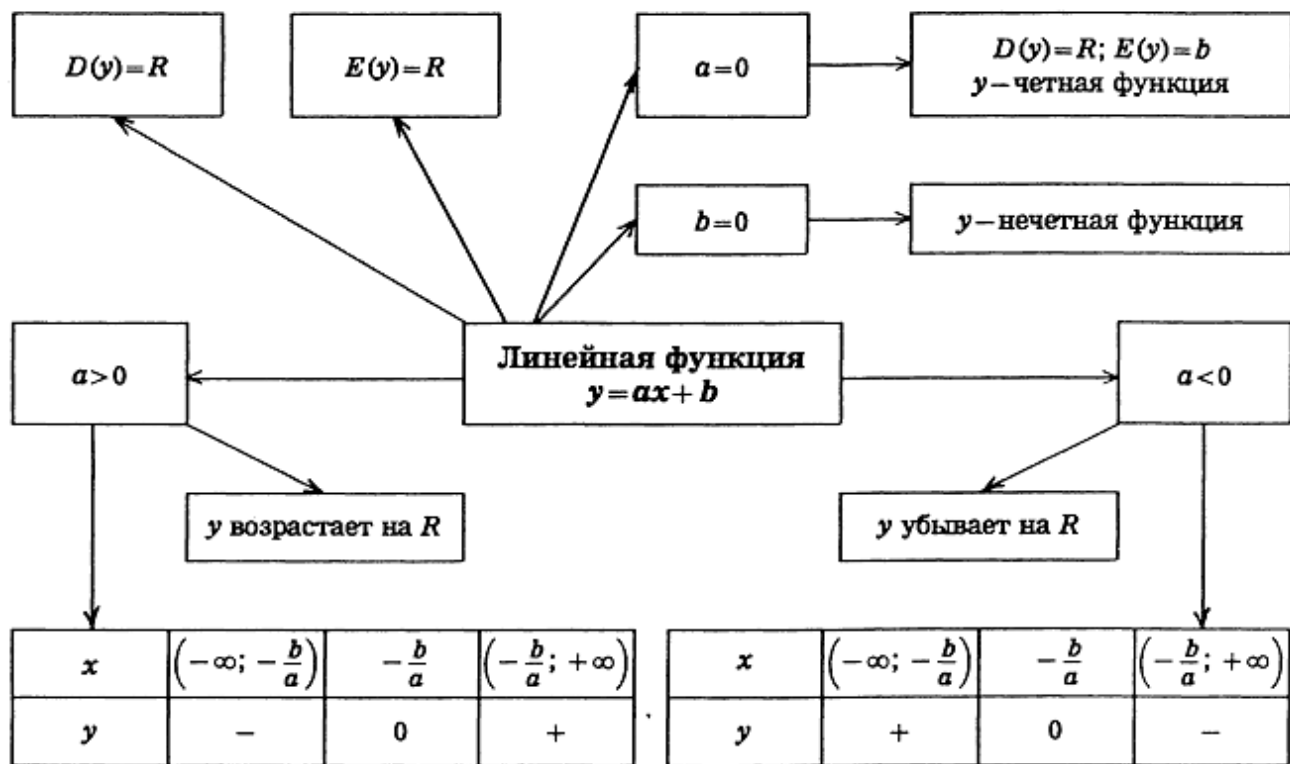 D(y)=R
E(y)=R
a=0
D(y)=R; E(y)=b
y—четная функция
b=0
y—нечетная функция
a>0
Линейная функция
y=ax+b
a<0
y возрастает на R
y убывает на R
x (−∞; −b/a) −b/a (−b/a; +∞)
y − 0 +
x (−∞; −b/a) −b/a (−b/a; +∞)
y + 0 −